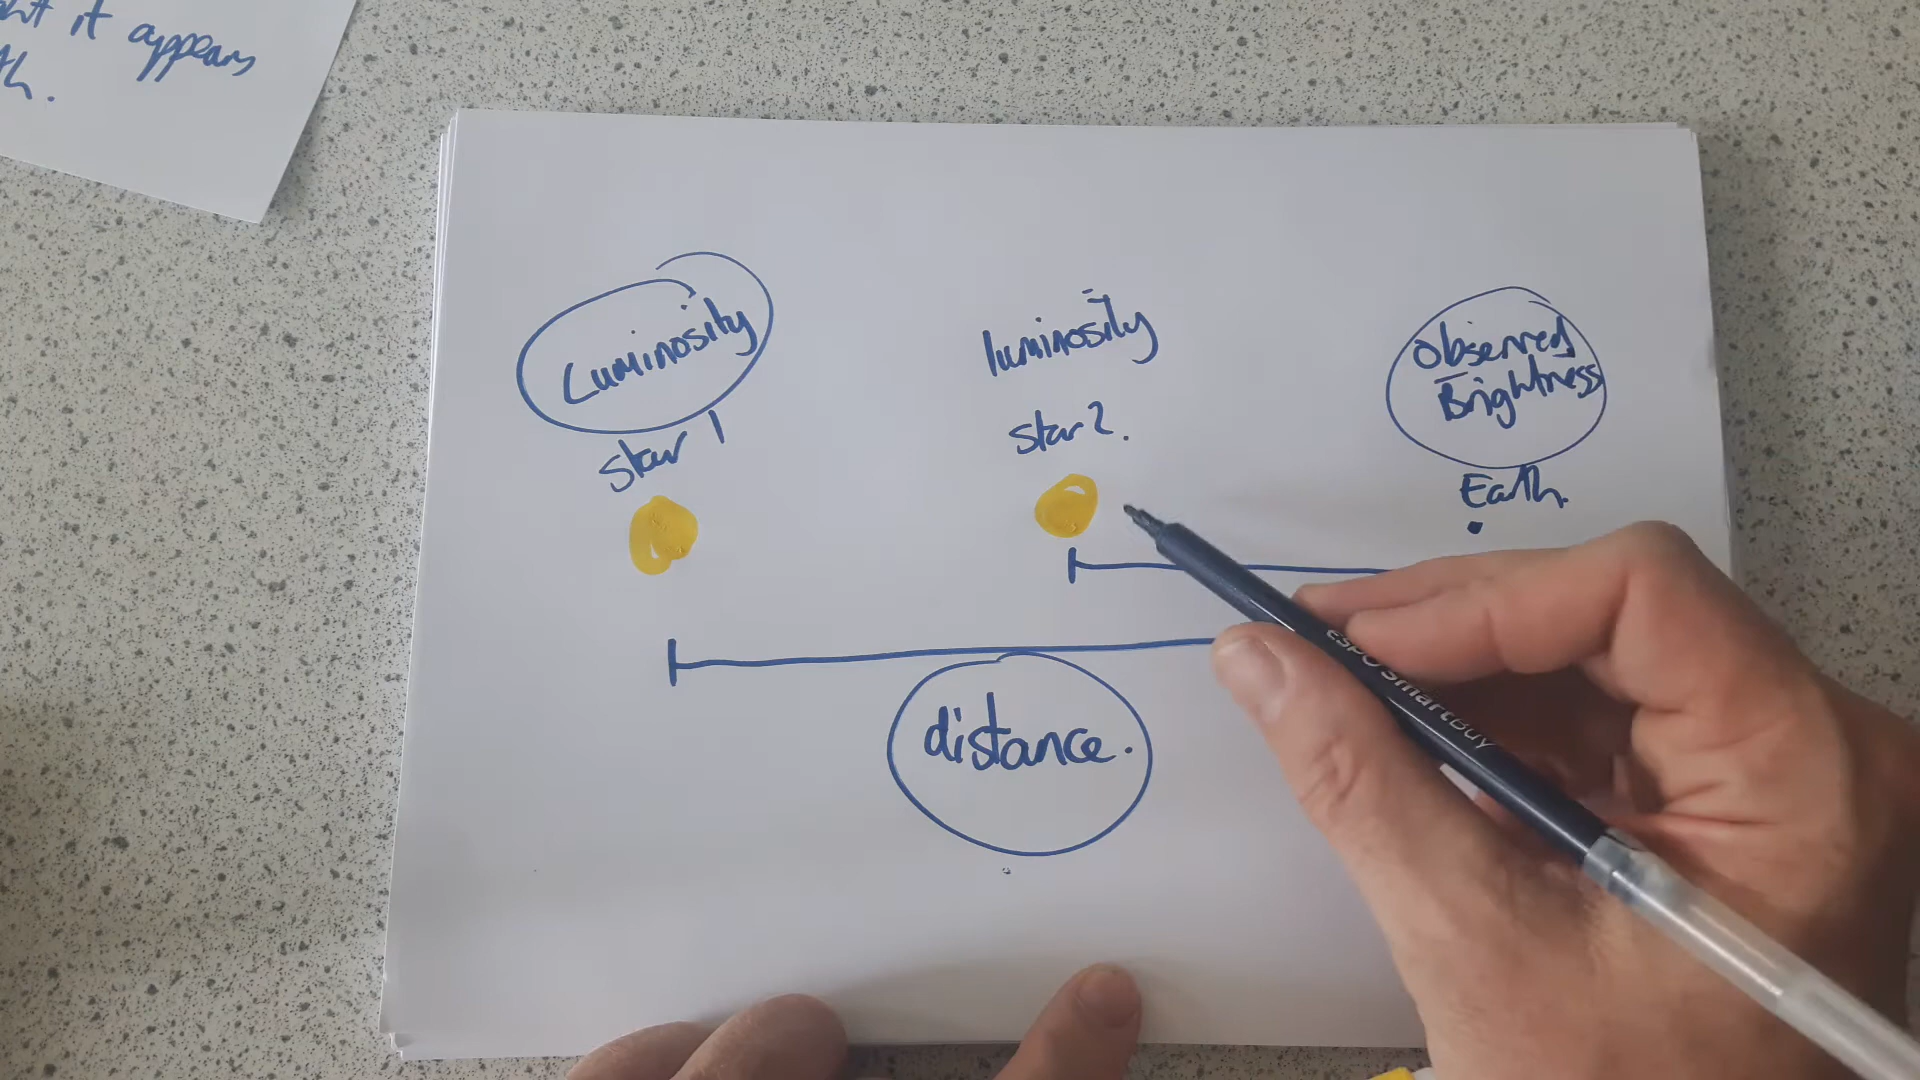 it appears
Luminosity
star 1
luminosity
star 2.
Observed
Brightness
Earth.
distance.
ESPO SmartBuy